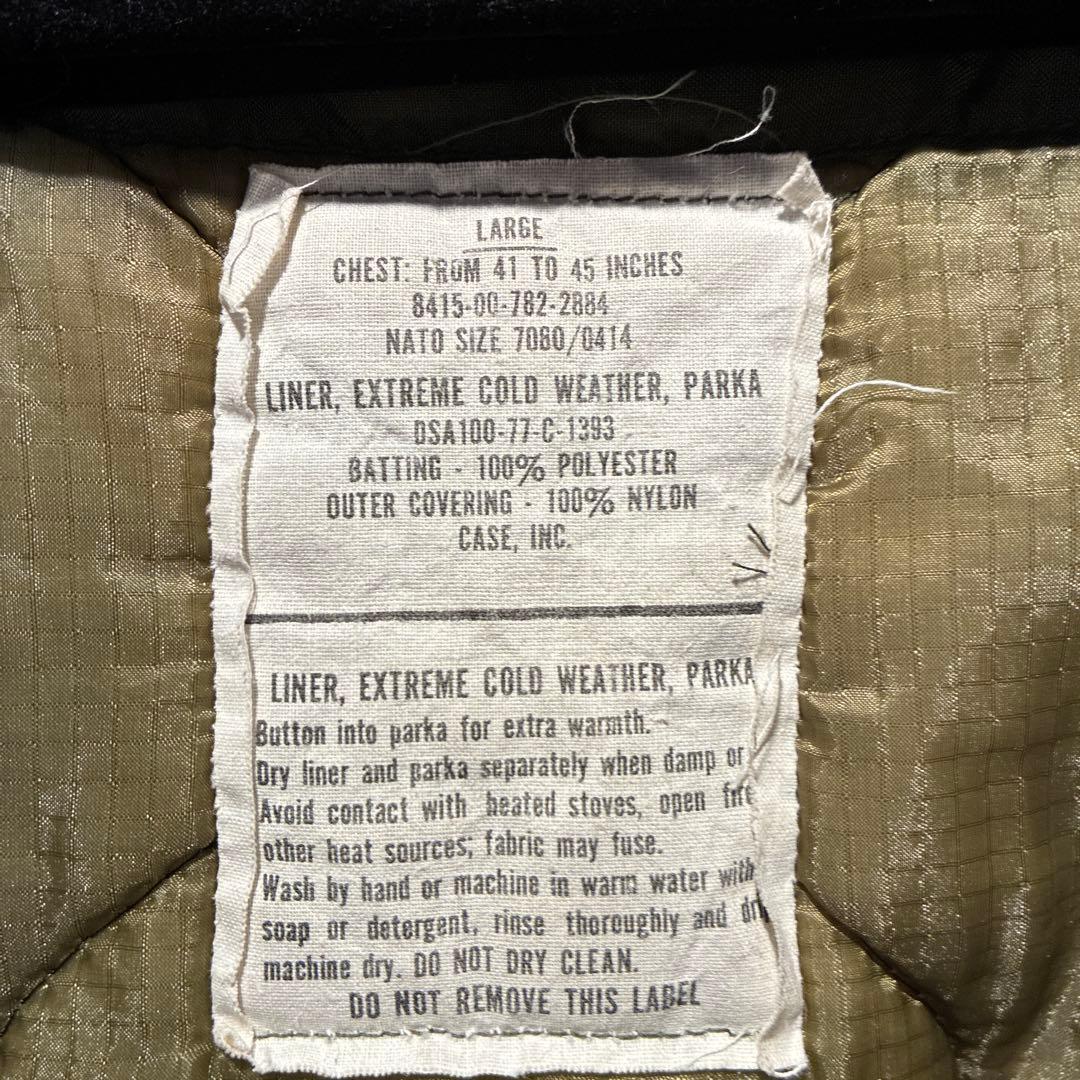 LARGE
CHEST: FROM 41 TO 45 INCHES
8415-00-782-2884
NATO SIZE 7080/0414
LINER, EXTREME COLD WEATHER, PARKA
DSA100-77-C-1393
BATTING - 100% POLYESTER
OUTER COVERING - 100% NYLON
CASE, INC.
LINER, EXTREME COLD WEATHER, PARKA
Button into parka for extra warmth.
Dry liner and parka separately when damp or
Avoid contact with heated stoves, open
other heat sources; fabric may fuse.
Wash by hand or machine in warm water with
soap or detergent, rinse thoroughly and
machine dry. DO NOT DRY CLEAN.
DO NOT REMOVE THIS LABEL